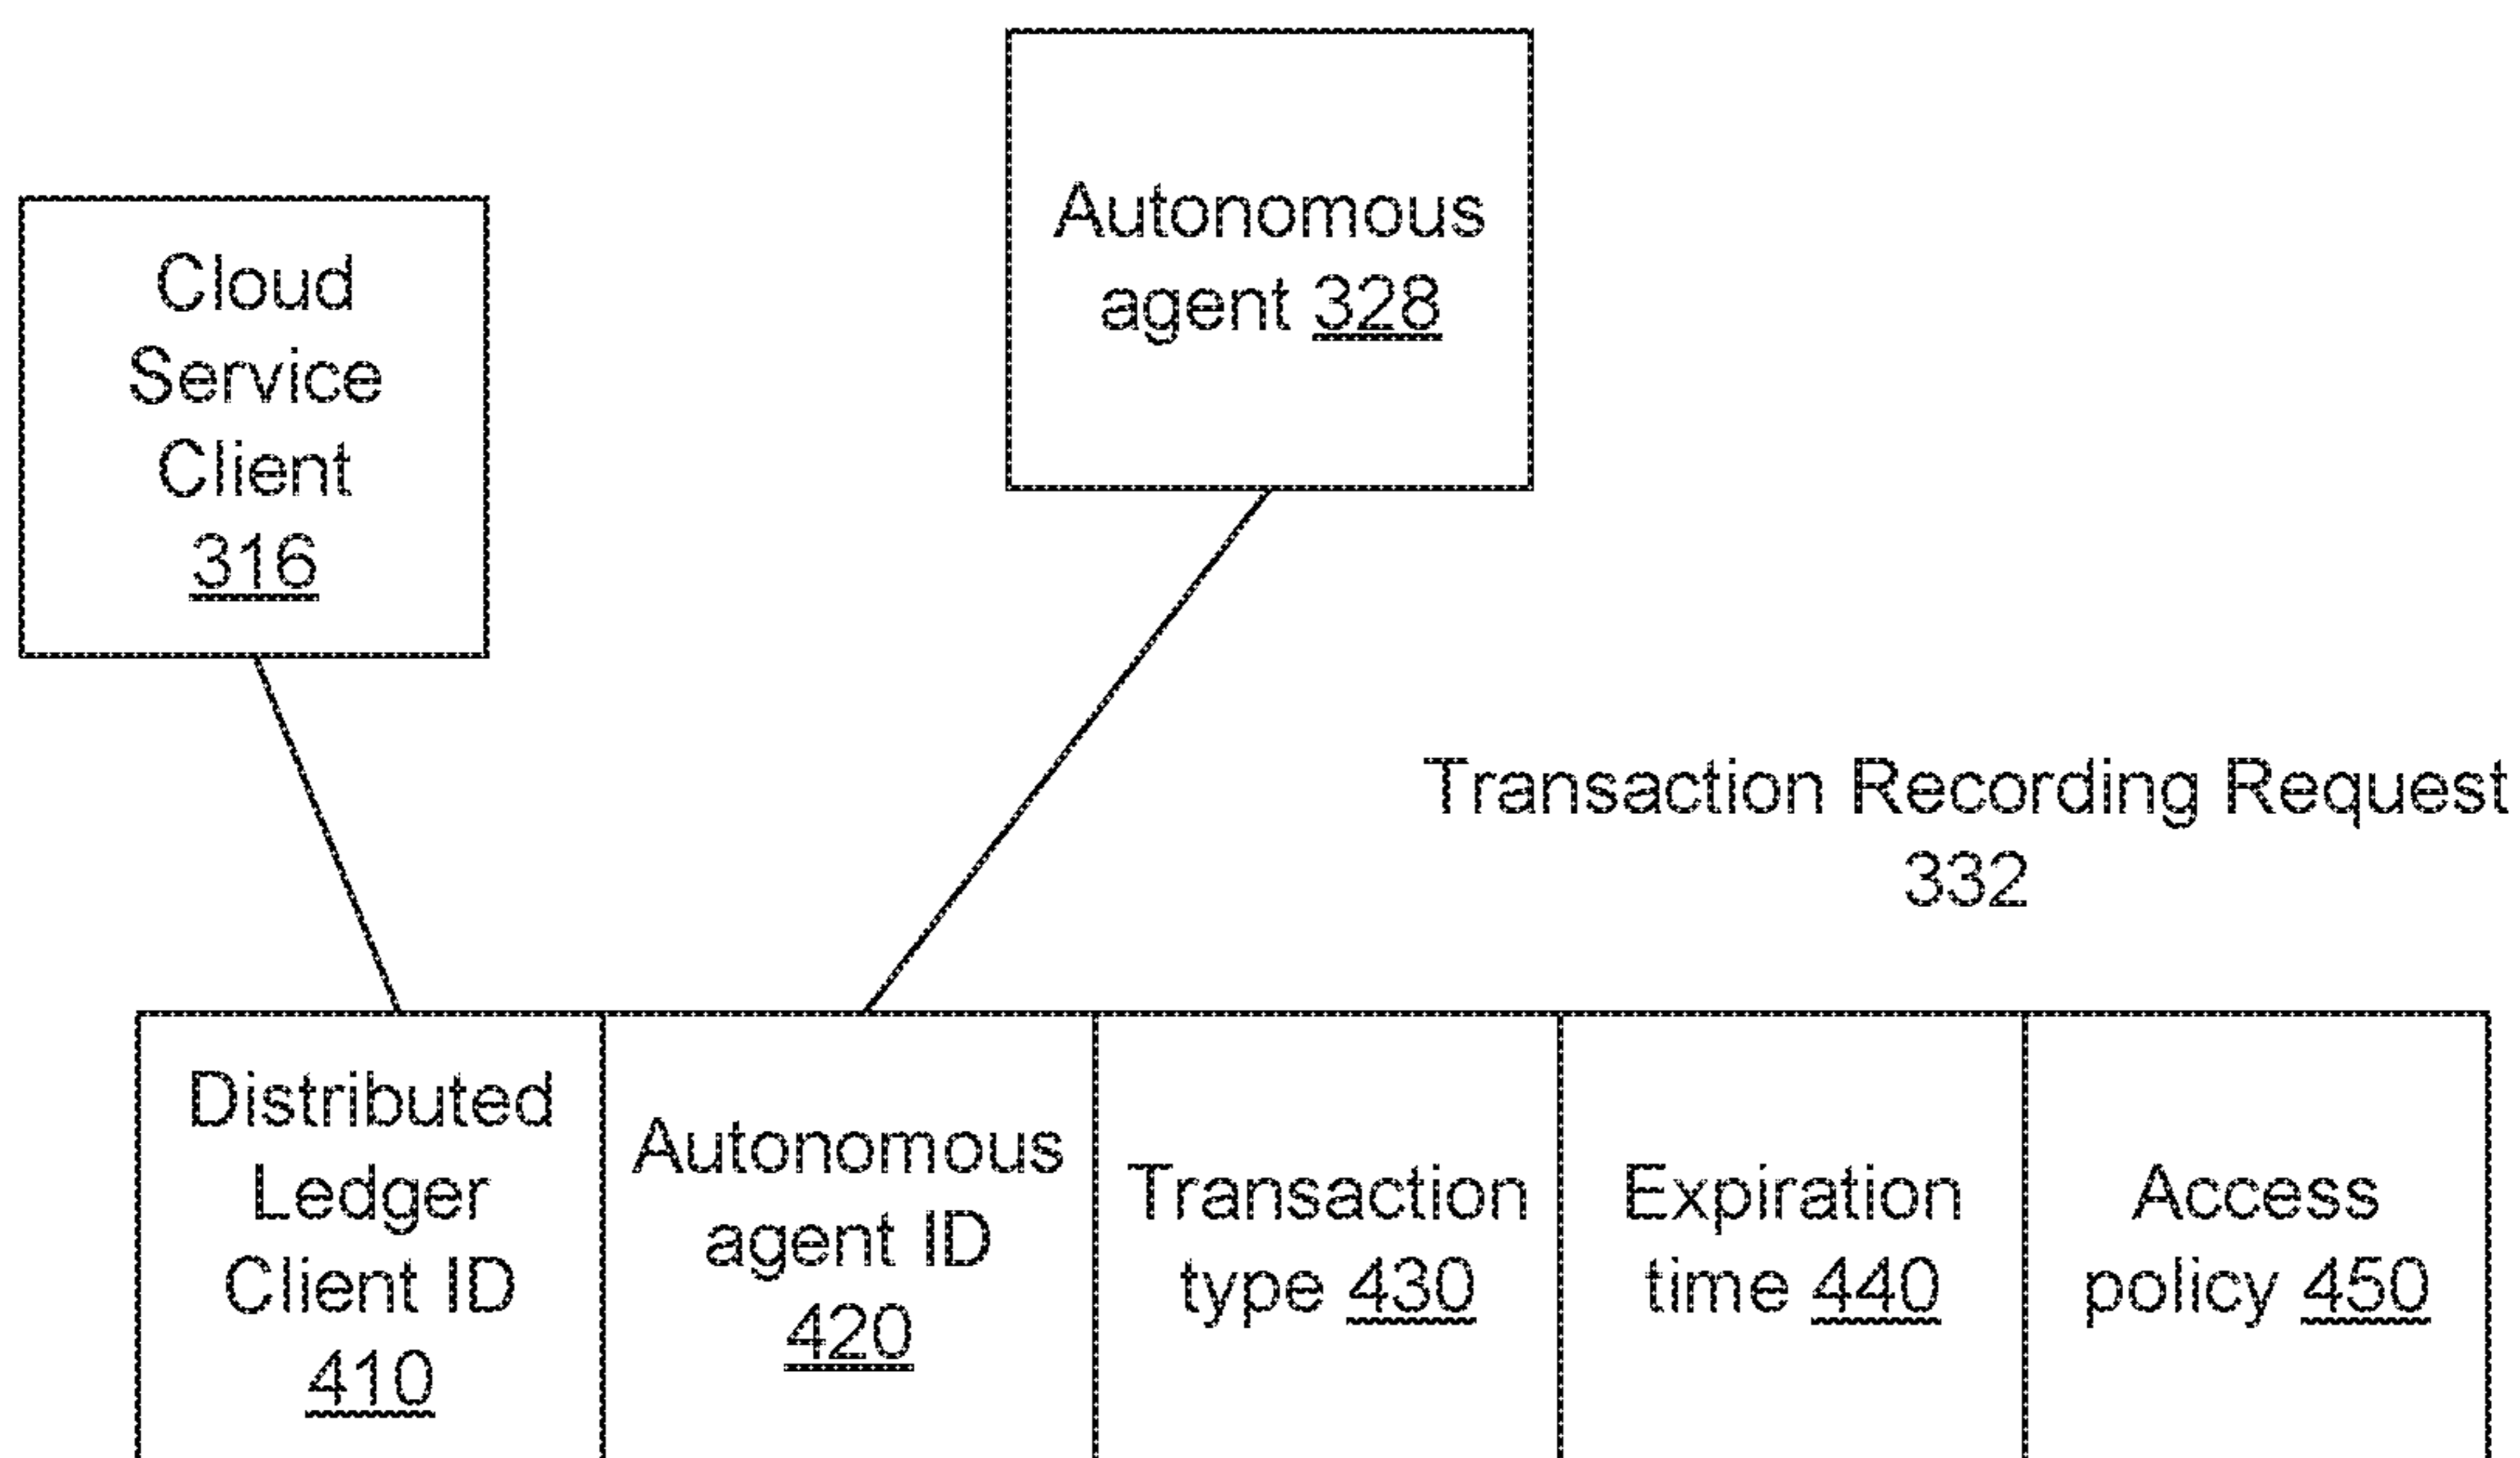 Autonomous
agent 328
Cloud
Service
Client
316
Transaction Recording Request
332
Distributed
Ledger
Client ID
410
Autonomous
agent ID
420
Transaction
type 430
Expiration
time 440
Access
policy 450